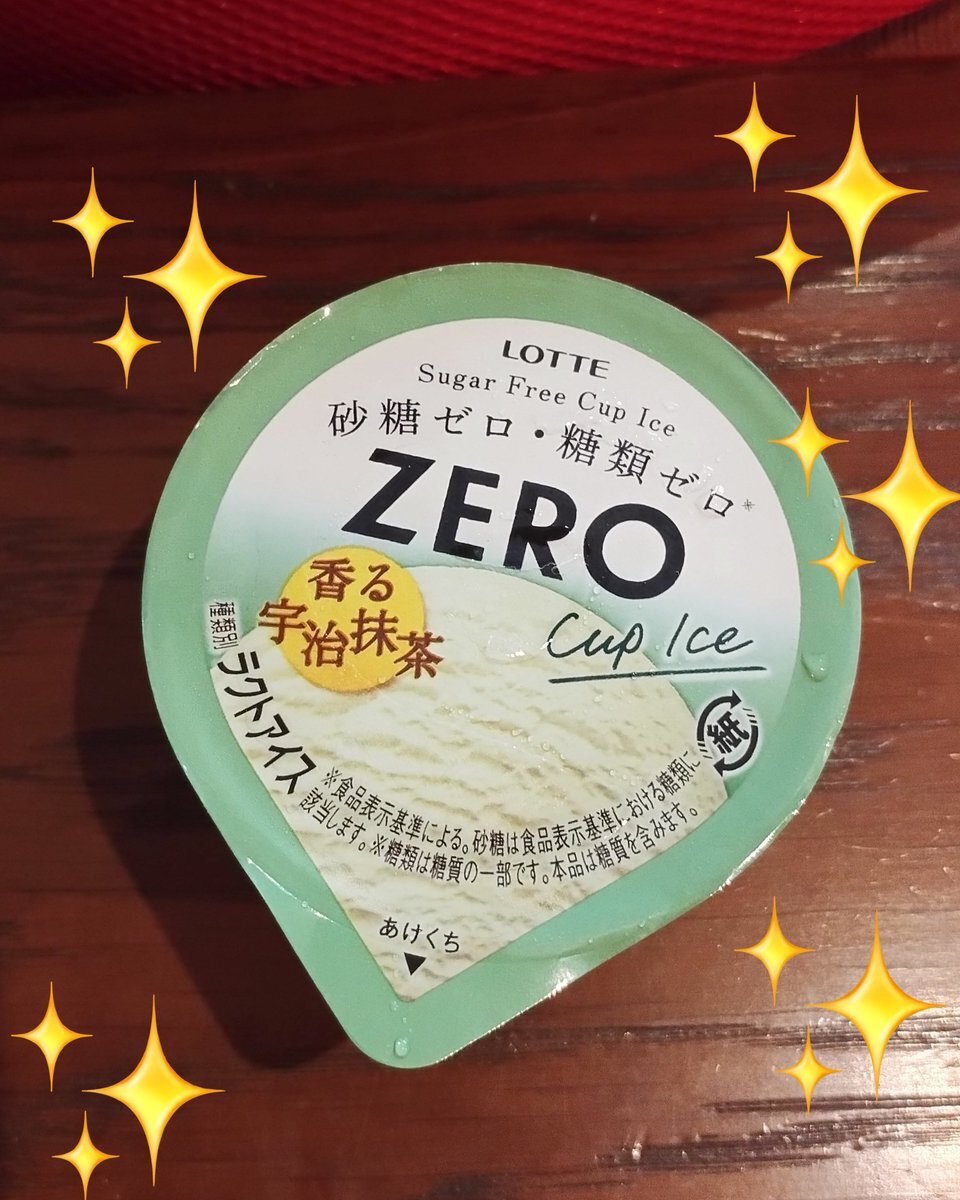 LOTTE
Sugar Free Cup Ice
砂糖ゼロ・糖類ゼロ※
ZERO
Cup Ice
香る
宇治抹茶
種類別
ラクトアイス
紙
※食品表示基準による。砂糖は食品表示基準における糖類に
該当します。※糖類は糖質の一部です。本品は糖質を含みます。
あけくち
▼